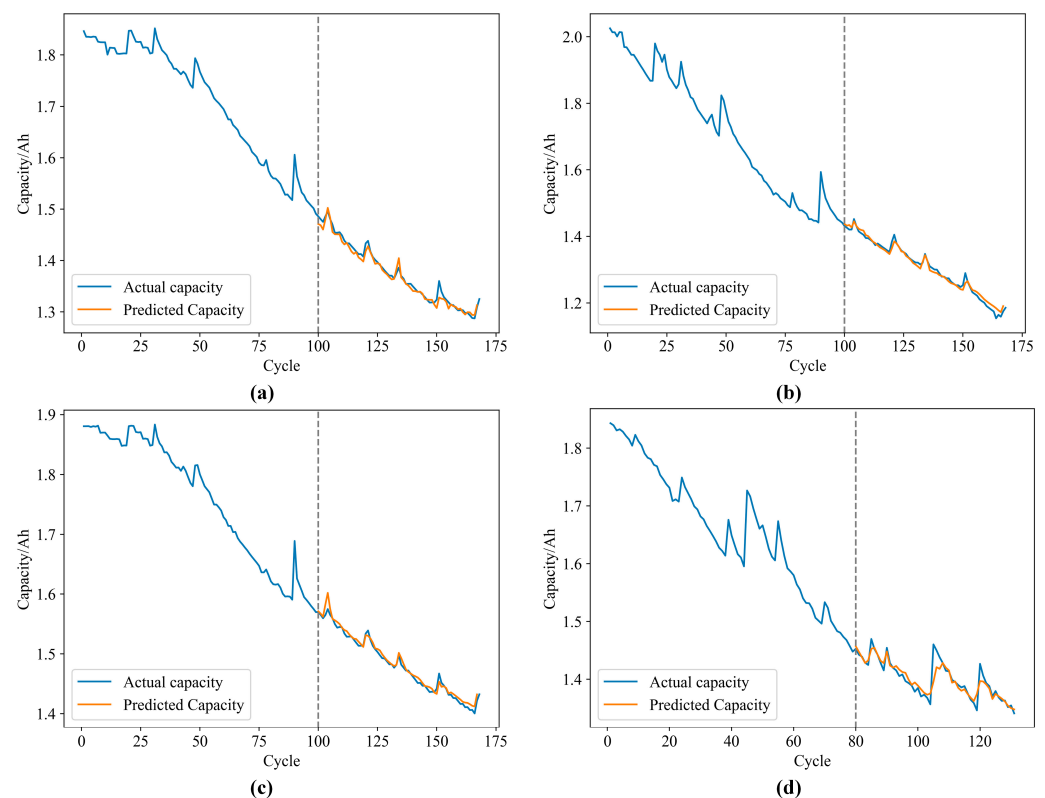 1.8
1.7
1.6
1.5
1.4
1.3
Capacity/Ah
Actual capacity
Predicted Capacity
0 25 50 75 100 125 150 175
Cycle
(a)
2.0
1.8
1.6
1.4
1.2
Capacity/Ah
Actual capacity
Predicted Capacity
0 25 50 75 100 125 150 175
Cycle
(b)
1.9
1.8
1.7
1.6
1.5
1.4
Capacity/Ah
Actual capacity
Predicted Capacity
0 25 50 75 100 125 150 175
Cycle
(c)
1.8
1.7
1.6
1.5
1.4
Capacity/Ah
Actual capacity
Predicted Capacity
0 20 40 60 80 100 120
Cycle
(d)